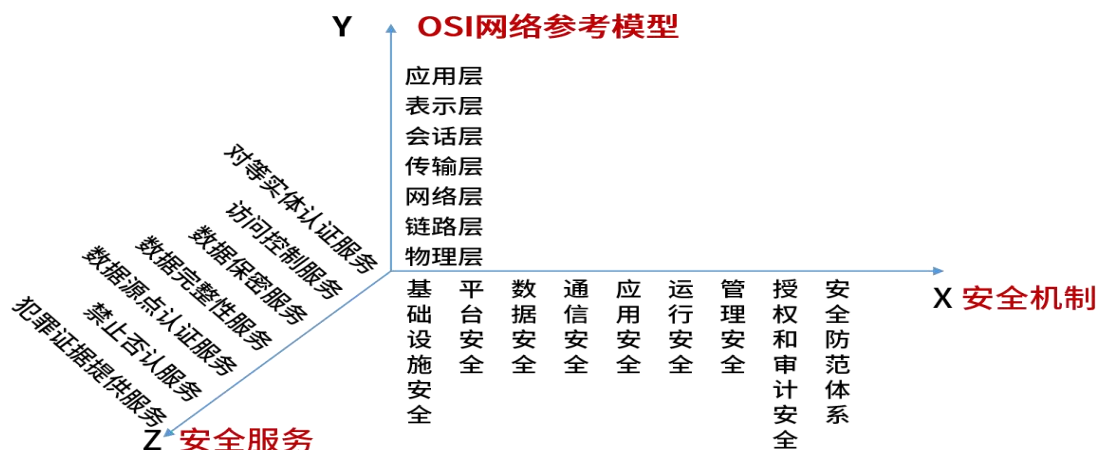 Y OSI网络参考模型
应用层
表示层
会话层
传输层
网络层
链路层
物理层
对等实体认证服务
访问控制服务
数据保密服务
数据完整性服务
数据源点认证服务
禁止否认服务
犯罪证据提供服务
Z 安全服务
基础设施安全
平台安全
数据安全
通信安全
应用安全
运行安全
管理安全
授权和审计安全
安全防范体系
X 安全机制